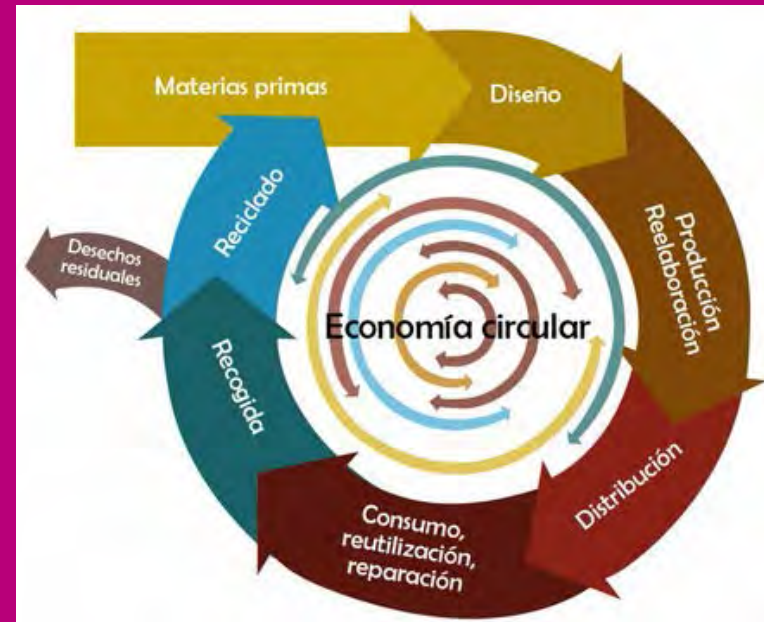 Materias primas
Diseño
Producción
Reelaboración
Distribución
Consumo,
reutilización,
reparación
Recogida
Reciclado
Desechos
residuales
Economía circular